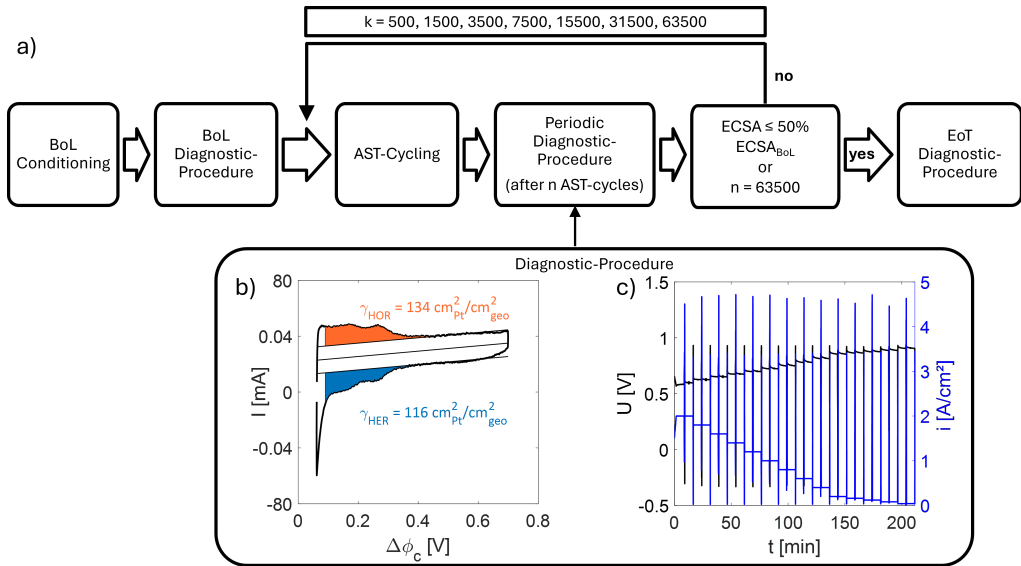 k = 500, 1500, 3500, 7500, 15500, 31500, 63500
a)
no
BoL
Conditioning
BoL
Diagnostic-
Procedure
AST-Cycling
Periodic
Diagnostic-
Procedure
(after n AST-cycles)
ECSA ≤ 50%
ECSA_BoL
or
n = 63500
yes
EoT
Diagnostic-
Procedure
Diagnostic-Procedure
b)
80
0.04
0
-0.04
-80
I [mA]
γ_HOR = 134 cm²_Pt/cm²_geo
γ_HER = 116 cm²_Pt/cm²_geo
0 0.2 0.4 0.6 0.8
Δϕ_c [V]
c)
1.5
1
0.5
0
-0.5
U [V]
5
4
3
2
1
0
i [A/cm²]
0 50 100 150 200
t [min]